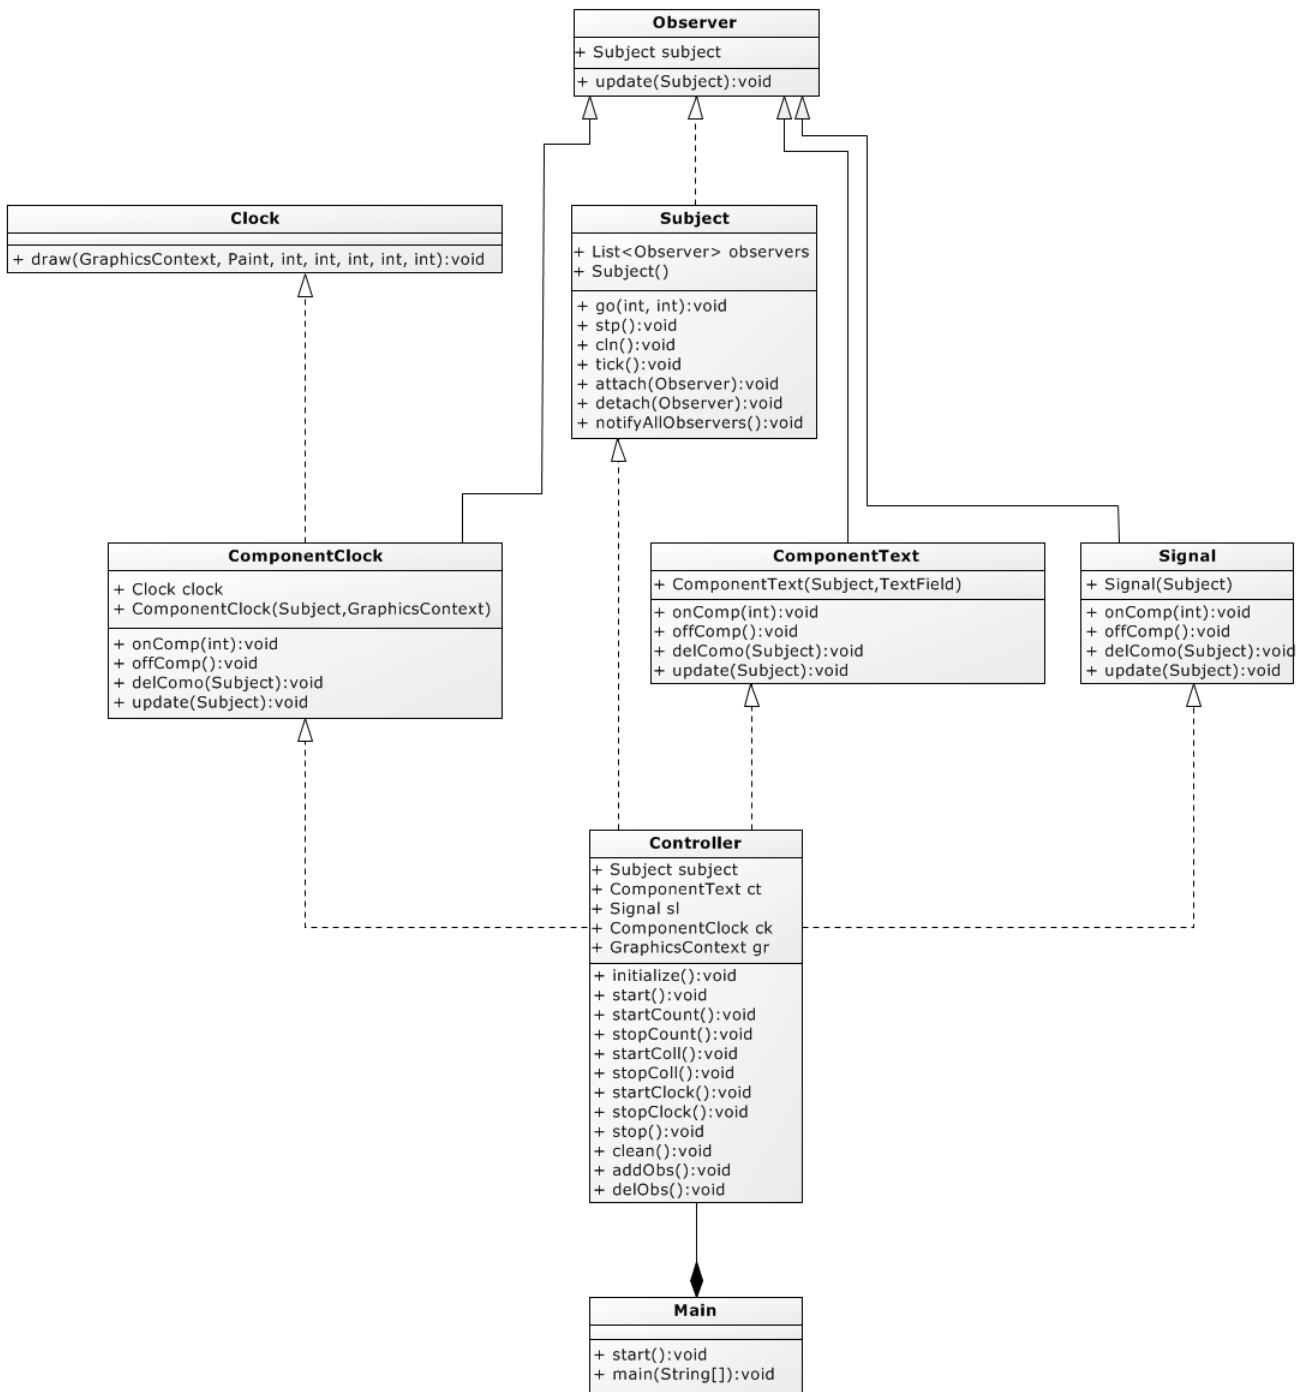 Observer
+ Subject subject
+ update(Subject):void
Clock
+ draw(GraphicsContext, Paint, int, int, int, int, int):void
Subject
+ List<Observer> observers
+ Subject()
+ go(int, int):void
+ stp():void
+ cln():void
+ tick():void
+ attach(Observer):void
+ detach(Observer):void
+ notifyAllObservers():void
ComponentClock
+ Clock clock
+ ComponentClock(Subject,GraphicsContext)
+ onComp(int):void
+ offComp():void
+ delComo(Subject):void
+ update(Subject):void
ComponentText
+ ComponentText(Subject,TextField)
+ onComp(int):void
+ offComp():void
+ delComo(Subject):void
+ update(Subject):void
Signal
+ Signal(Subject)
+ onComp(int):void
+ offComp():void
+ delComo(Subject):void
+ update(Subject):void
Controller
+ Subject subject
+ ComponentText ct
+ Signal sl
+ ComponentClock ck
+ GraphicsContext gr
+ initialize():void
+ start():void
+ startCount():void
+ stopCount():void
+ startColl():void
+ stopColl():void
+ startClock():void
+ stopClock():void
+ stop():void
+ clean():void
+ addObs():void
+ delObs():void
Main
+ start():void
+ main(String[]):void